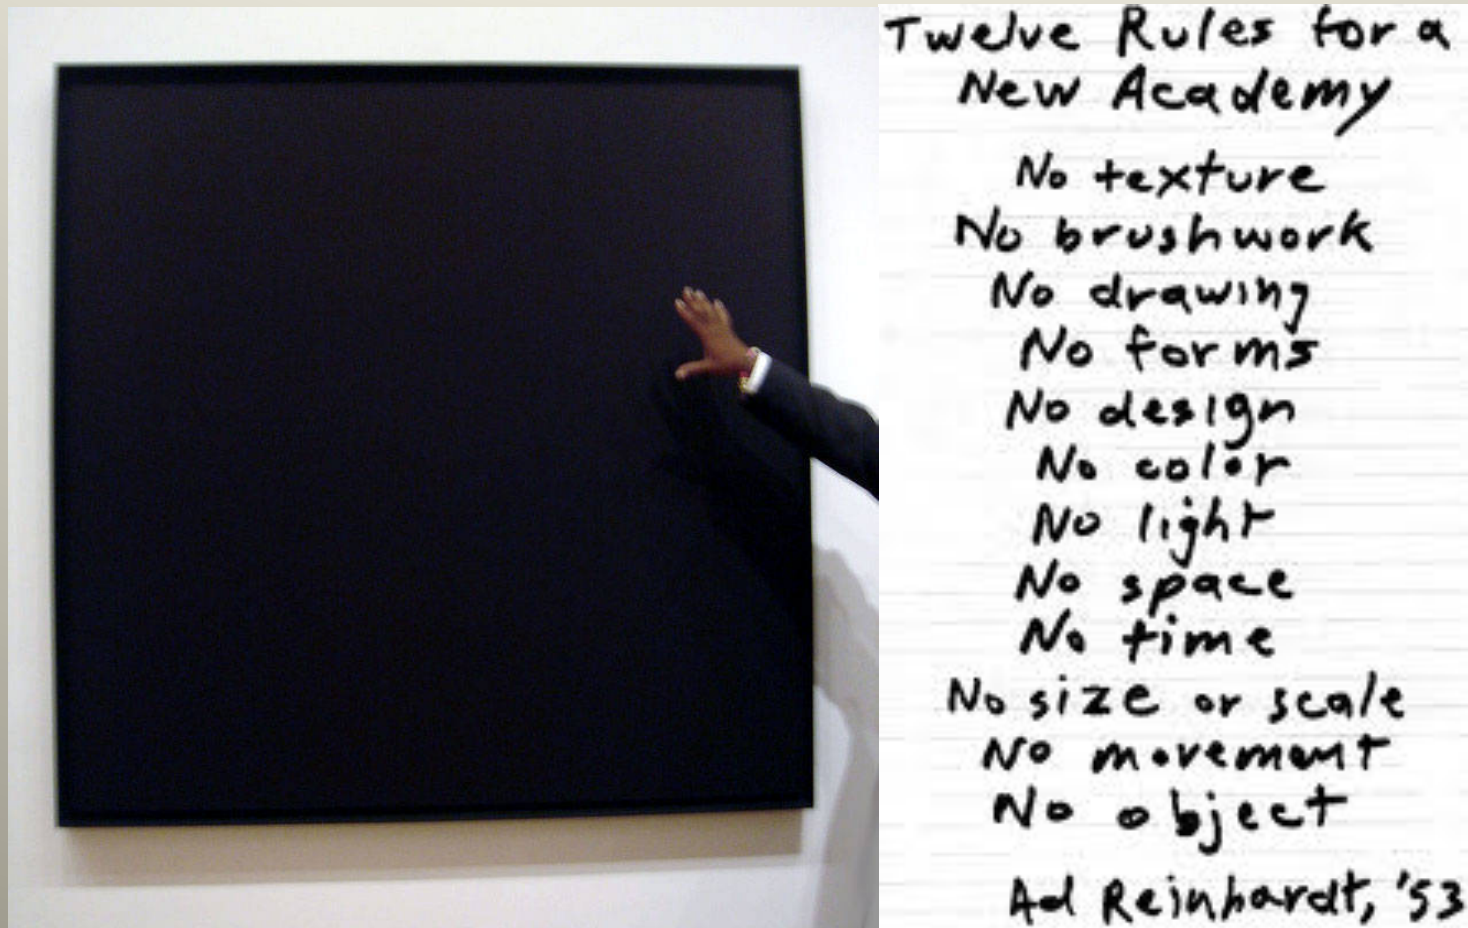 Twelve Rules for a
New Academy
No texture
No brushwork
No drawing
No forms
No design
No color
No light
No space
No time
No size or scale
No movement
No object
Ad Reinhardt, '53